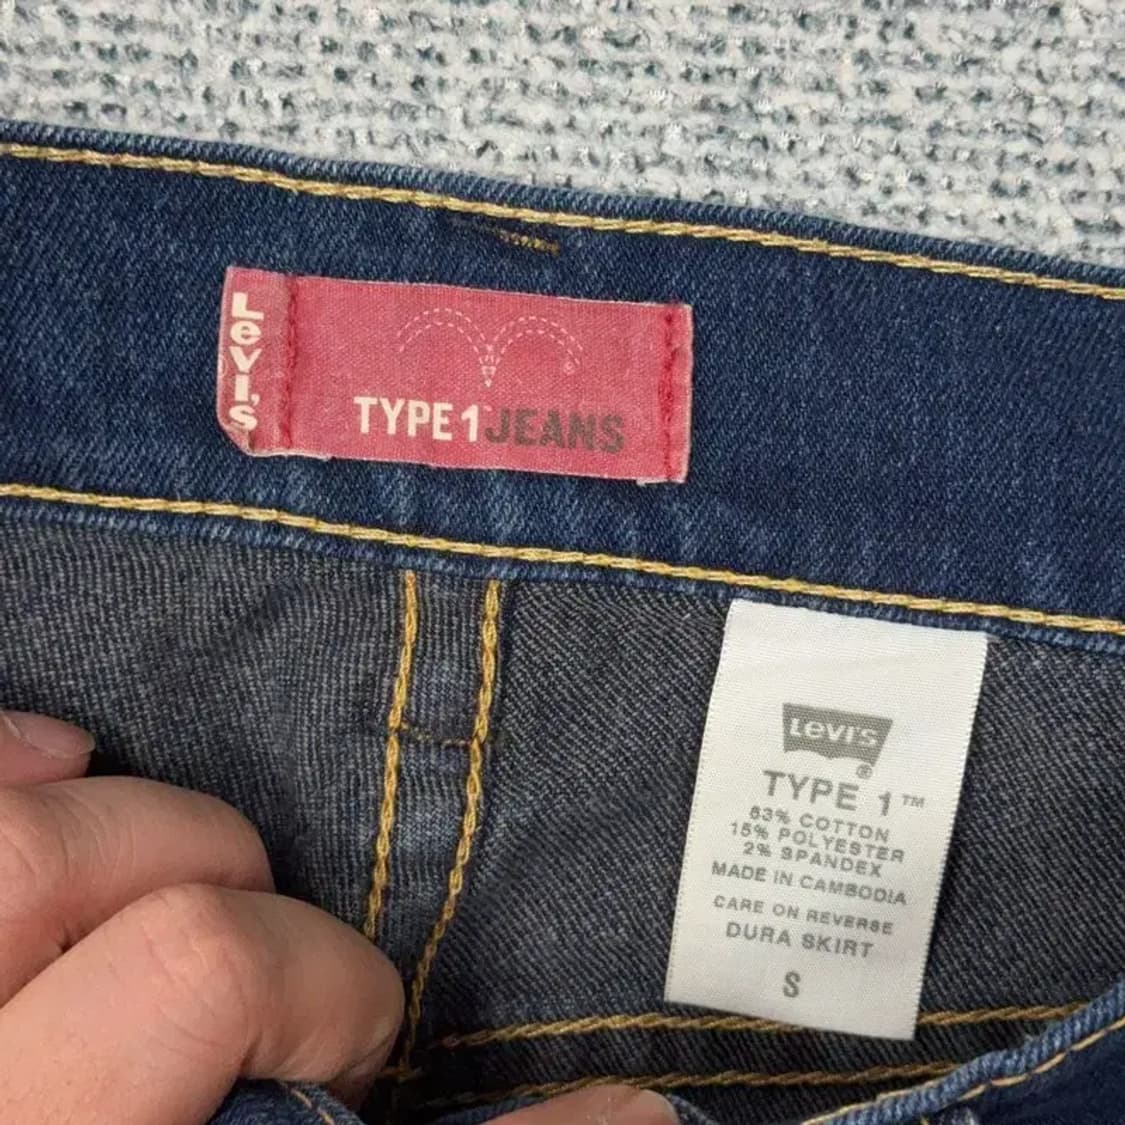 Levi's
TYPE 1 JEANS
Levi's
®
TYPE 1™
83% COTTON
15% POLYESTER
2% SPANDEX
MADE IN CAMBODIA
CARE ON REVERSE
DURA SKIRT
S